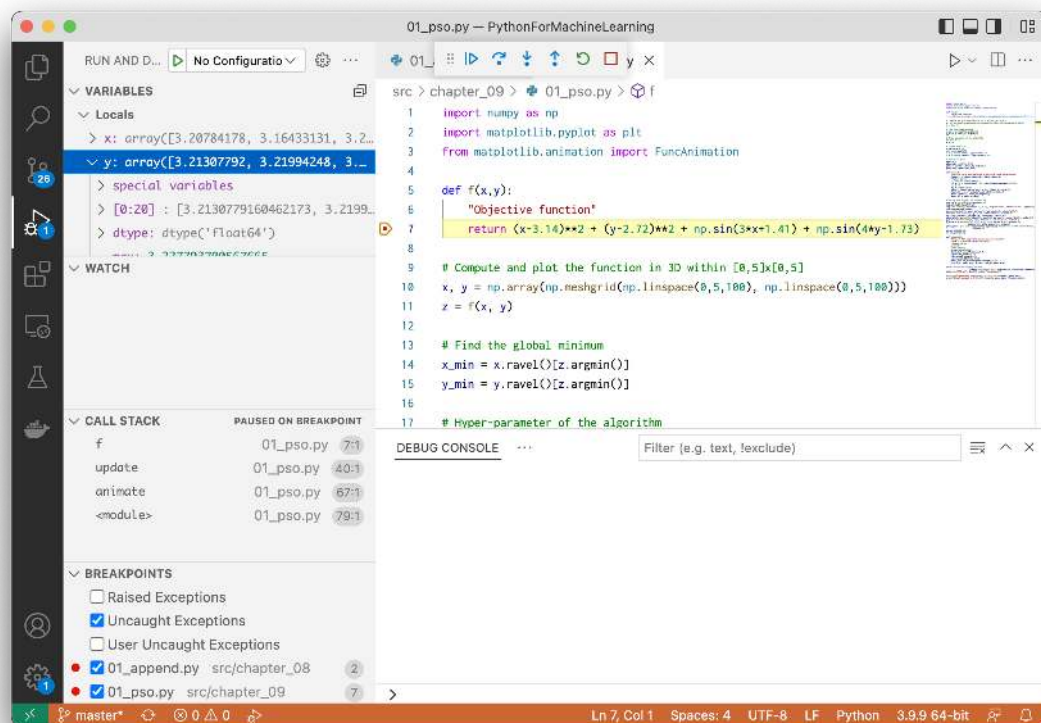 01_pso.py — PythonForMachineLearning
RUN AND D... No Configuratio
VARIABLES
Locals
x: array([3.20784178, 3.16433131, 3.2...
y: array([3.21307792, 3.21994248, 3....
special variables
[0:20] : [3.2130779160462173, 3.2199...
dtype: dtype('float64')
WATCH
CALL STACK PAUSED ON BREAKPOINT
f 01_pso.py 7:1
update 01_pso.py 40:1
animate 01_pso.py 67:1
<module> 01_pso.py 79:1
BREAKPOINTS
Raised Exceptions
Uncaught Exceptions
User Uncaught Exceptions
01_append.py src/chapter_08 2
01_pso.py src/chapter_09 7
26
1
1
01_ y
src > chapter_09 > 01_pso.py > f
1 import numpy as np
2 import matplotlib.pyplot as plt
3 from matplotlib.animation import FuncAnimation
4
5 def f(x,y):
6 "Objective function"
7 return (x-3.14)**2 + (y-2.72)**2 + np.sin(3*x+1.41) + np.sin(4*y-1.73)
8
9 # Compute and plot the function in 3D within [0,5]x[0,5]
10 x, y = np.array(np.meshgrid(np.linspace(0,5,100), np.linspace(0,5,100)))
11 z = f(x, y)
12
13 # Find the global minimum
14 x_min = x.ravel()[z.argmin()]
15 y_min = y.ravel()[z.argmin()]
16
17 # Hyper-parameter of the algorithm
DEBUG CONSOLE ... Filter (e.g. text, !exclude)
>
master* 0 0 Ln 7, Col 1 Spaces: 4 UTF-8 LF Python 3.9.9 64-bit